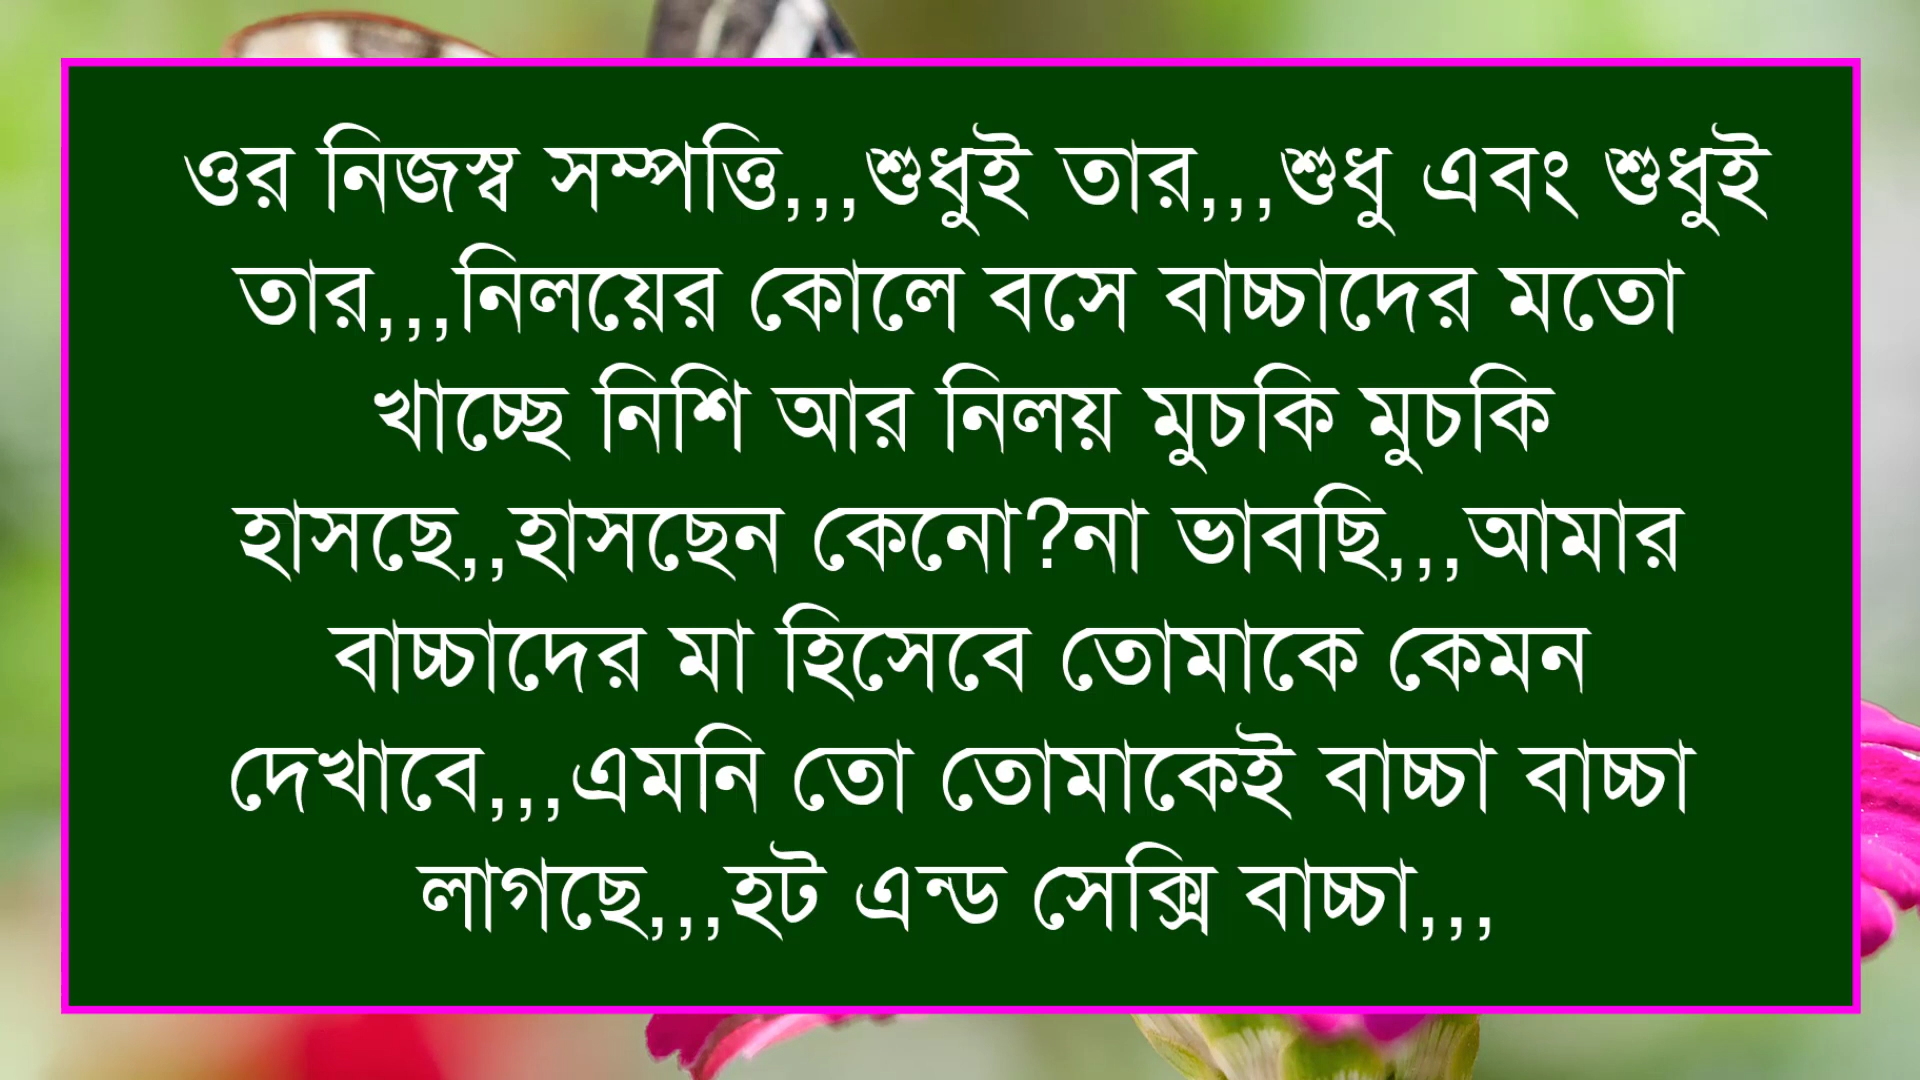 ওর নিজস্ব সম্পত্তি,,,শুধুই তার,,,শুধু এবং শুধুই
তার,,,নিলয়ের কোলে বসে বাচ্চাদের মতো
খাচ্ছে নিশি আর নিলয় মুচকি মুচকি
হাসছে,,হাসছেন কেনো?না ভাবছি,,,আমার
বাচ্চাদের মা হিসেবে তোমাকে কেমন
দেখাবে,,,এমনি তো তোমাকেই বাচ্চা বাচ্চা
লাগছে,,,হট এন্ড সেক্সি বাচ্চা,,,